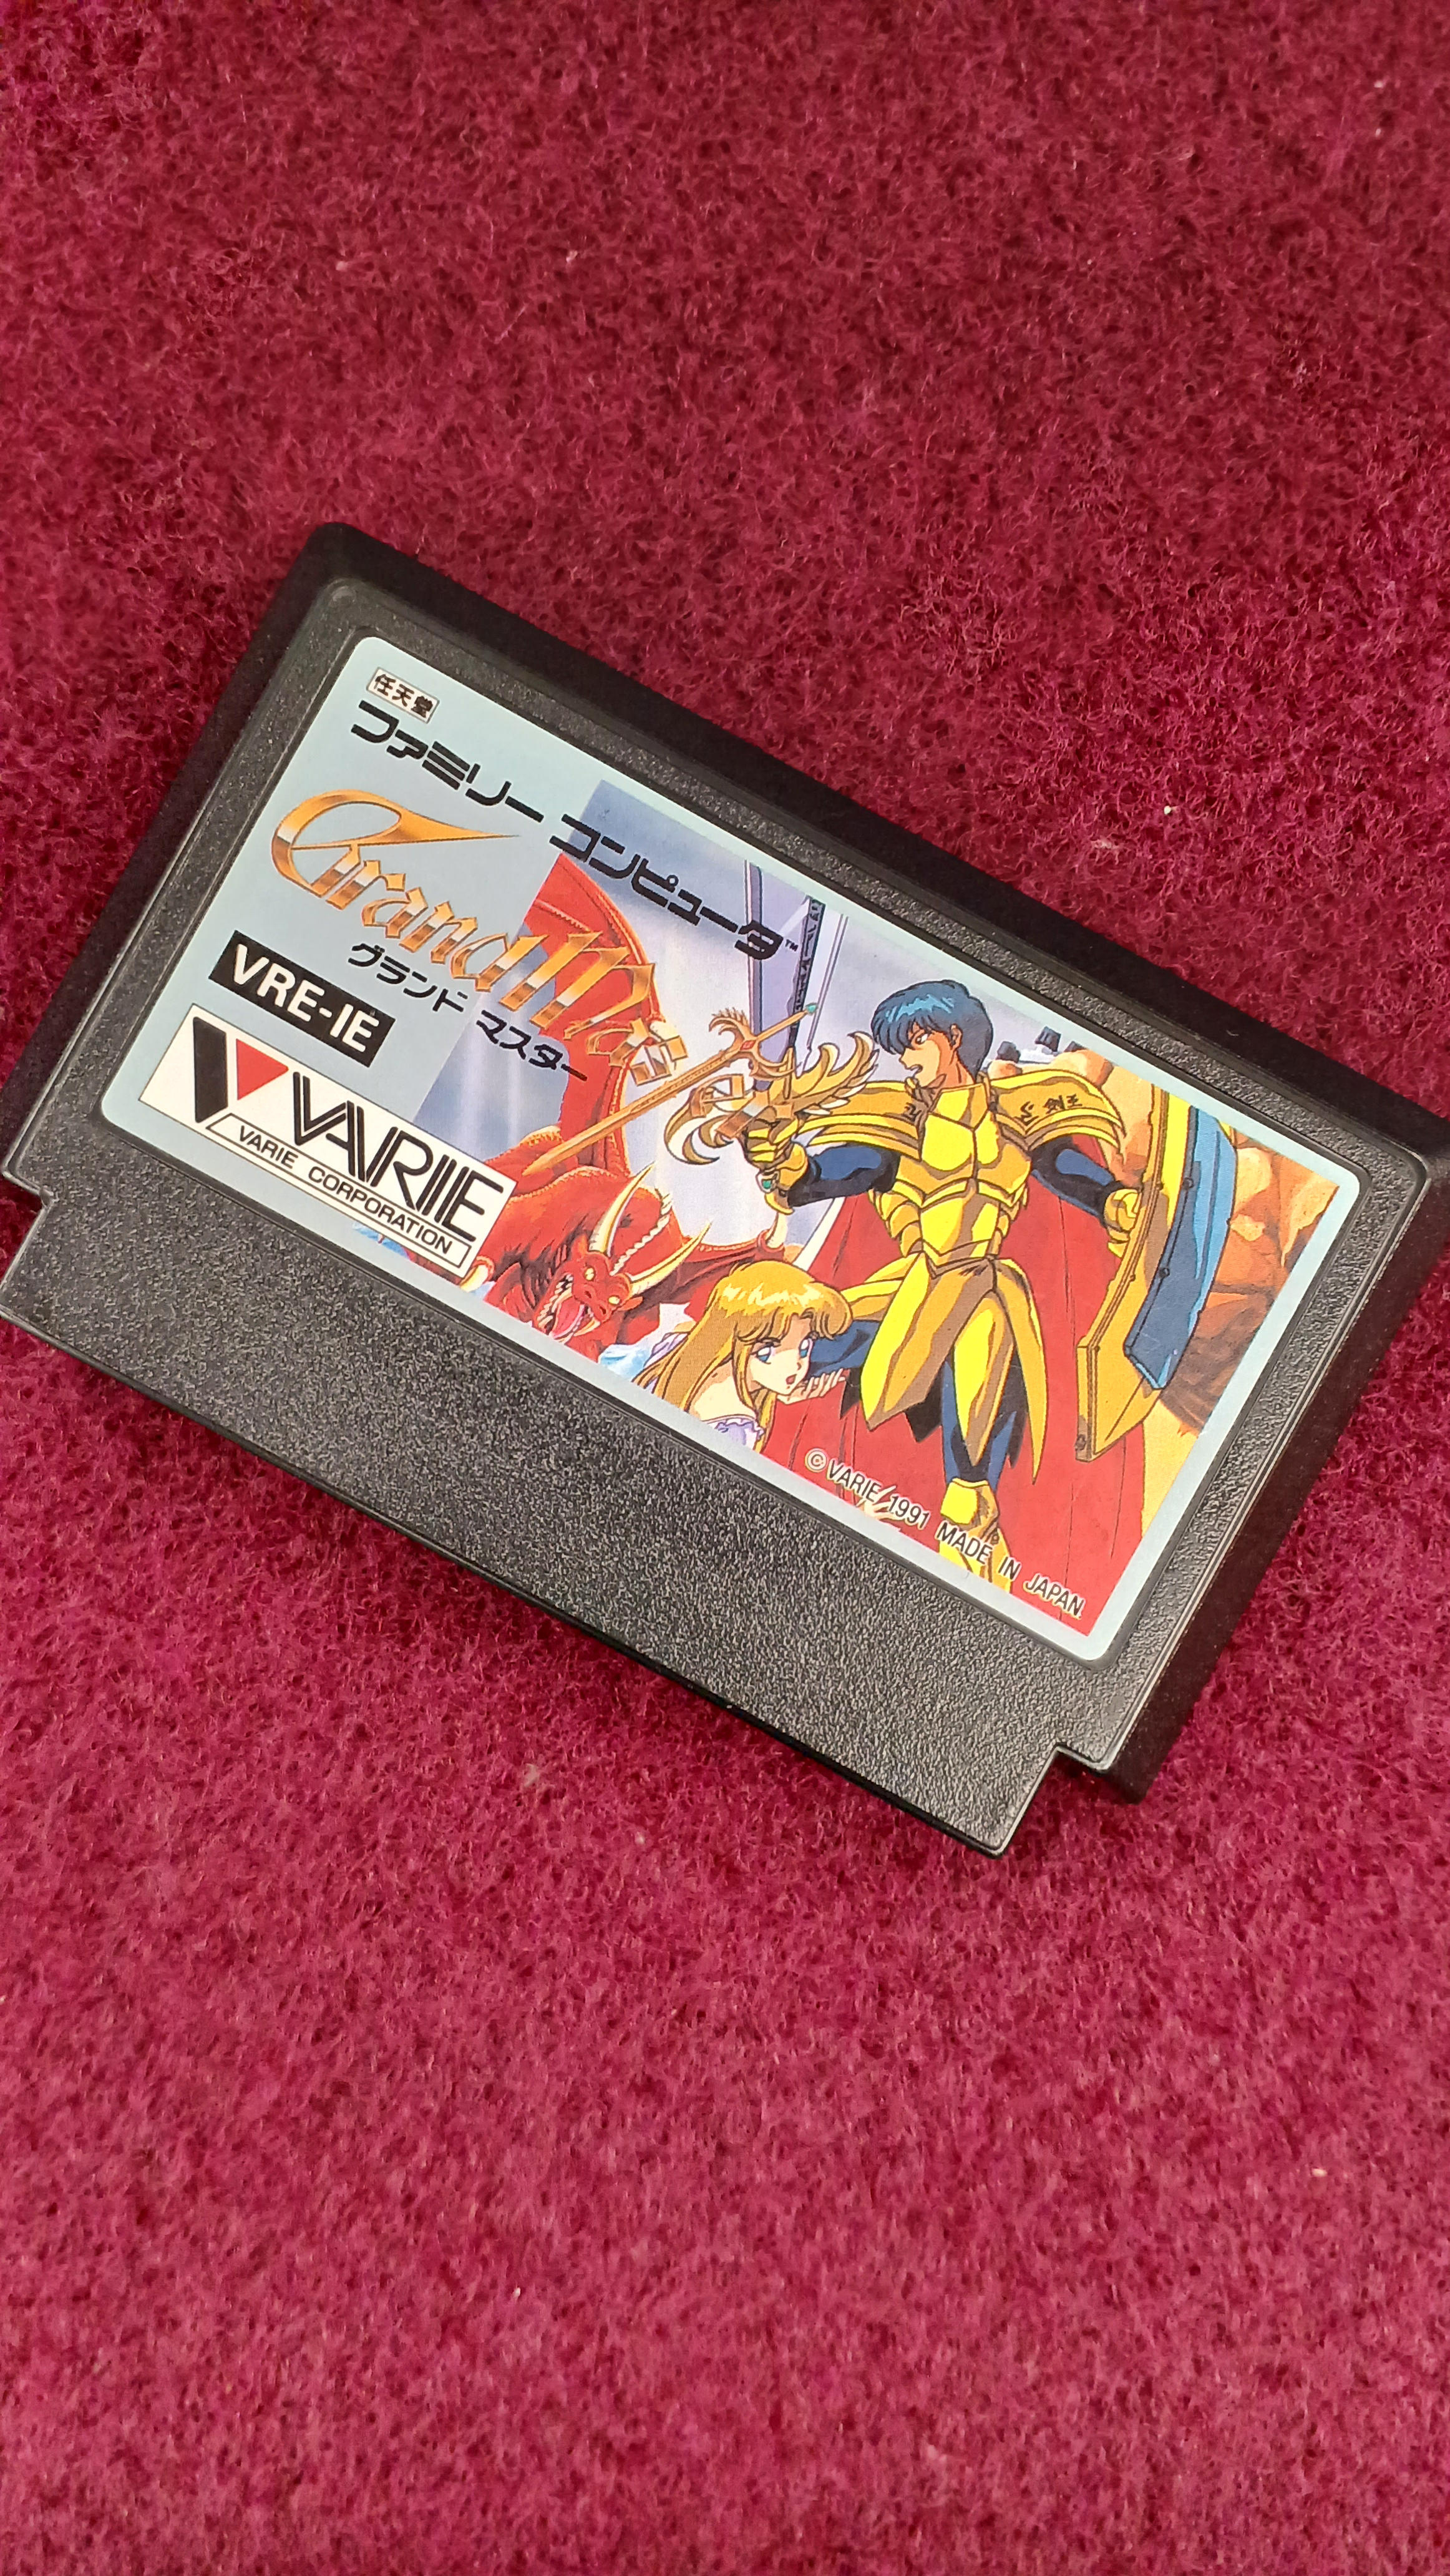 任天堂
ファミリー コンピュータ™
Grand Master
グランド マスター
VRE-IE
VARIE
VARIE CORPORATION
© VARIE/1991 MADE IN JAPAN